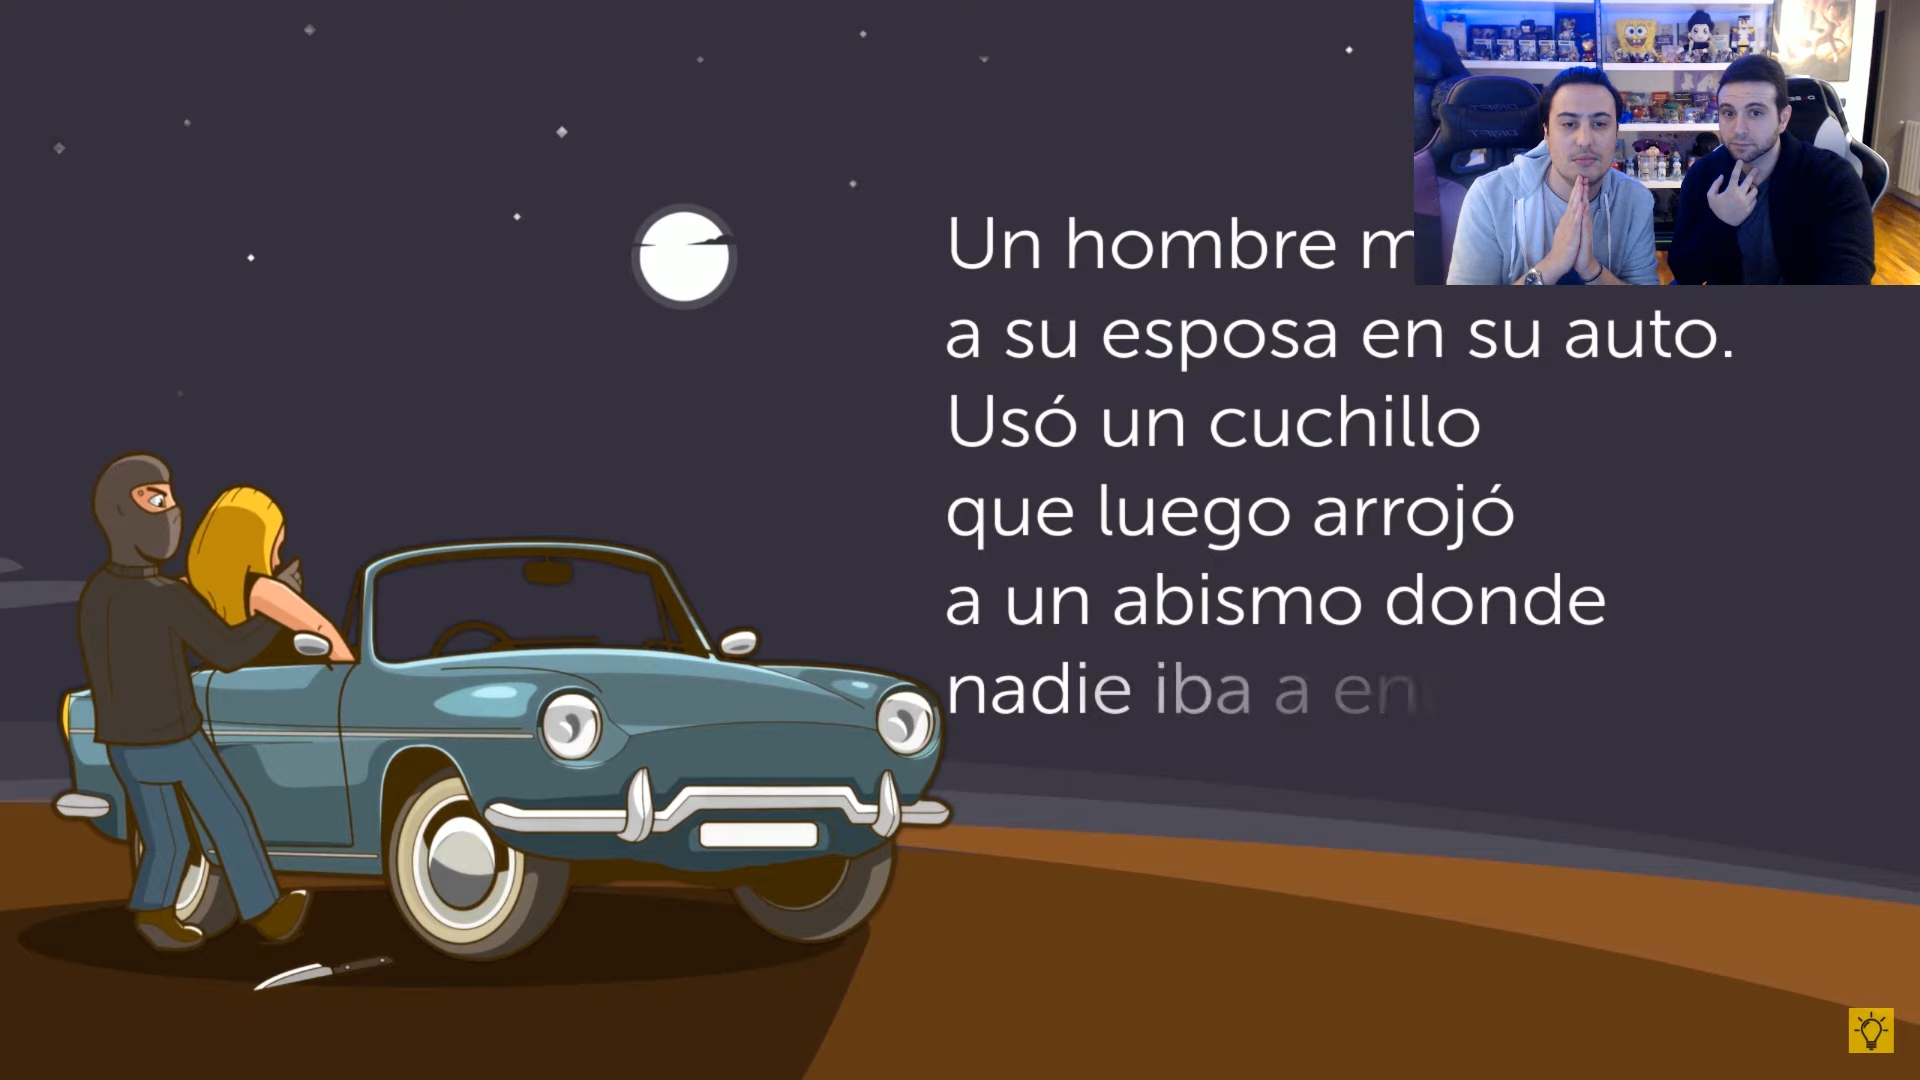 Un hombre
a su esposa en su auto.
Usó un cuchillo
que luego arrojó
a un abismo donde
nadie iba a